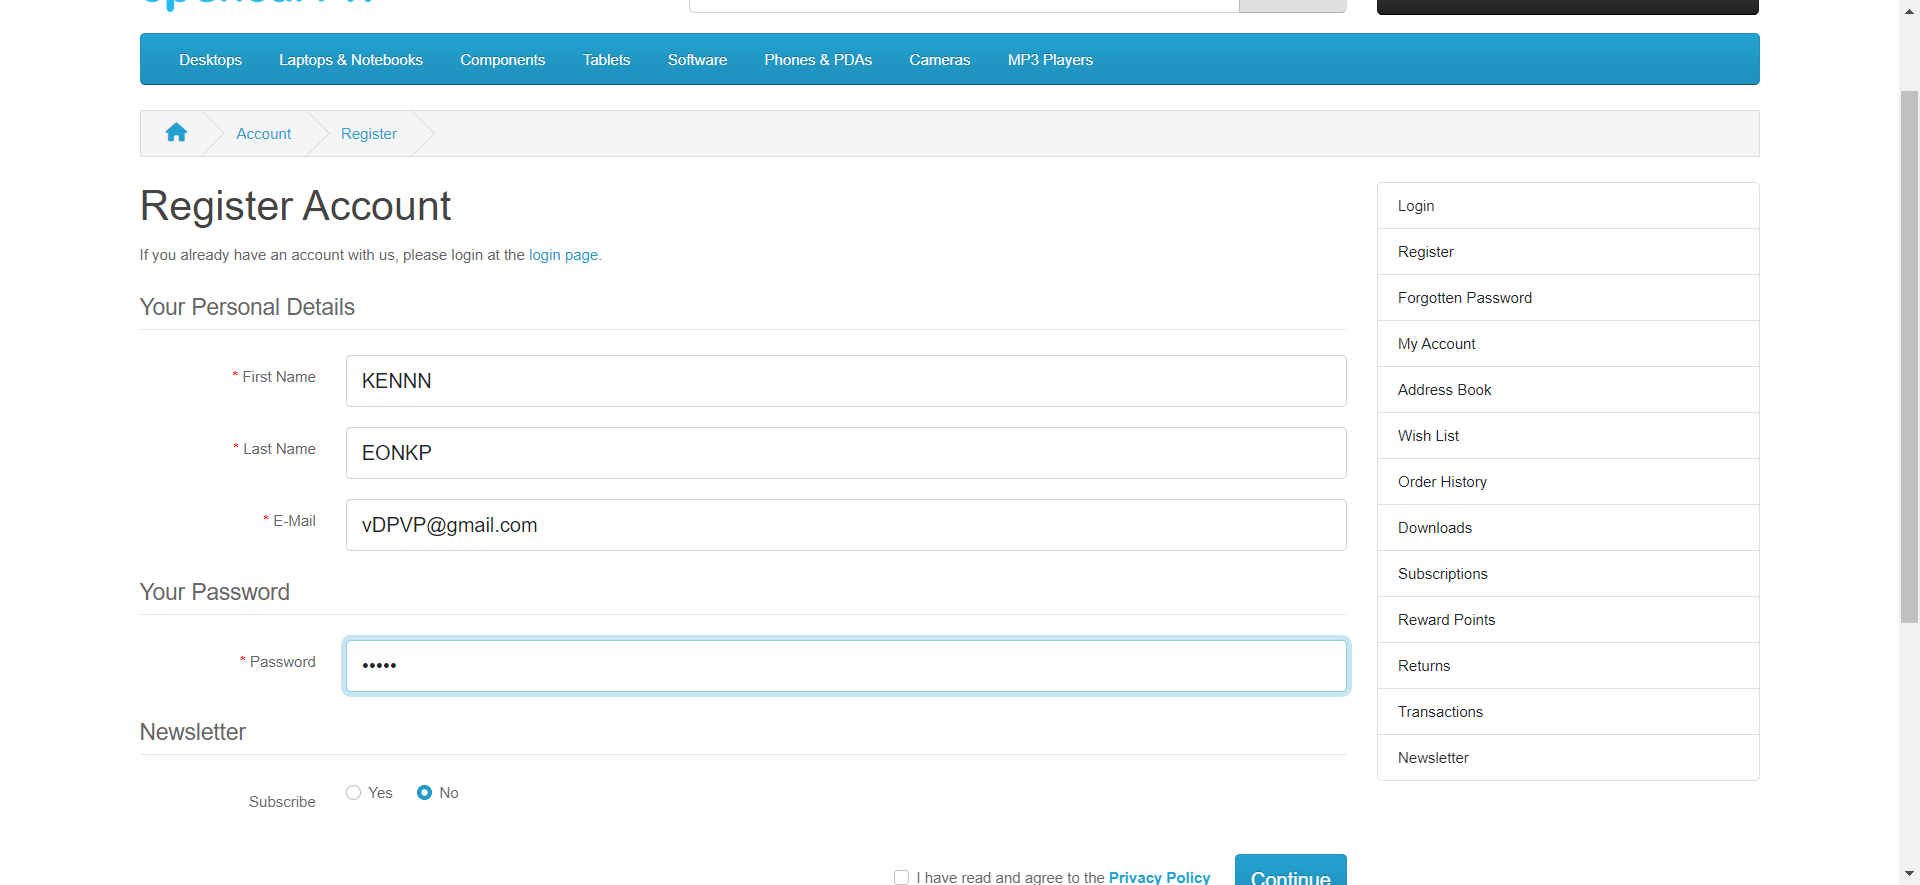 Desktops Laptops & Notebooks Components Tablets Software Phones & PDAs Cameras MP3 Players
Account Register
Register Account
If you already have an account with us, please login at the login page.
Your Personal Details
* First Name KENNN
* Last Name EONKP
* E-Mail vDPVP@gmail.com
Your Password
* Password •••••
Newsletter
Subscribe Yes No
I have read and agree to the Privacy Policy Continue
Login
Register
Forgotten Password
My Account
Address Book
Wish List
Order History
Downloads
Subscriptions
Reward Points
Returns
Transactions
Newsletter